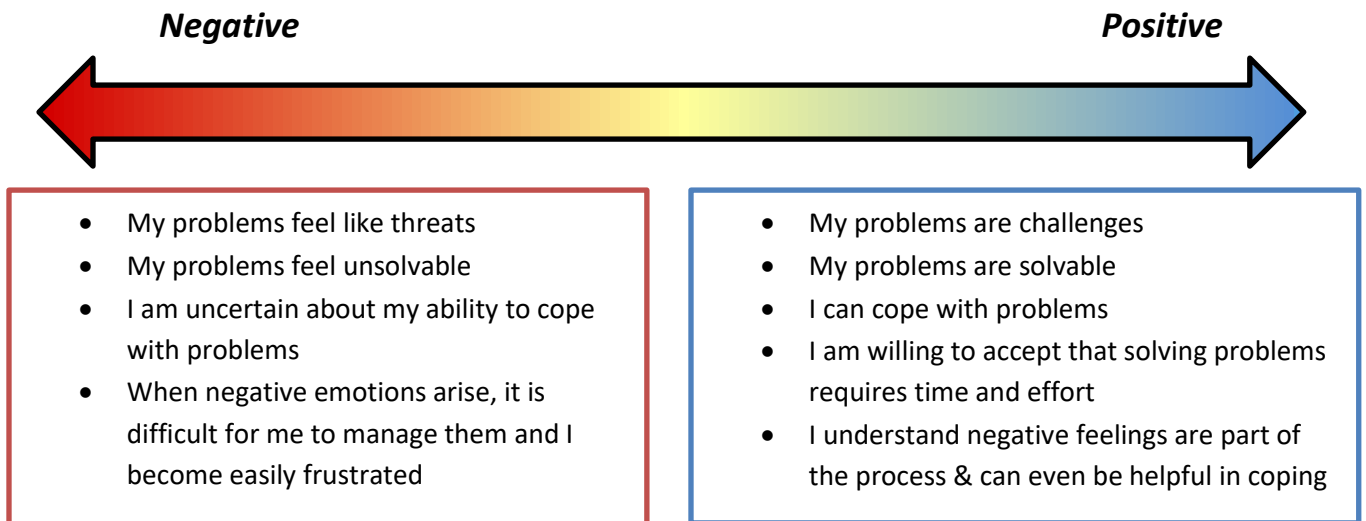 Negative
Positive
• My problems feel like threats
• My problems feel unsolvable
• I am uncertain about my ability to cope
with problems
• When negative emotions arise, it is
difficult for me to manage them and I
become easily frustrated
• My problems are challenges
• My problems are solvable
• I can cope with problems
• I am willing to accept that solving problems
requires time and effort
• I understand negative feelings are part of
the process & can even be helpful in coping